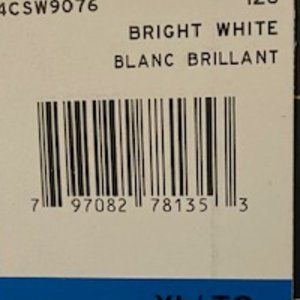 4CSW9076
BRIGHT WHITE
BLANC BRILLANT
7 97082 78135 3